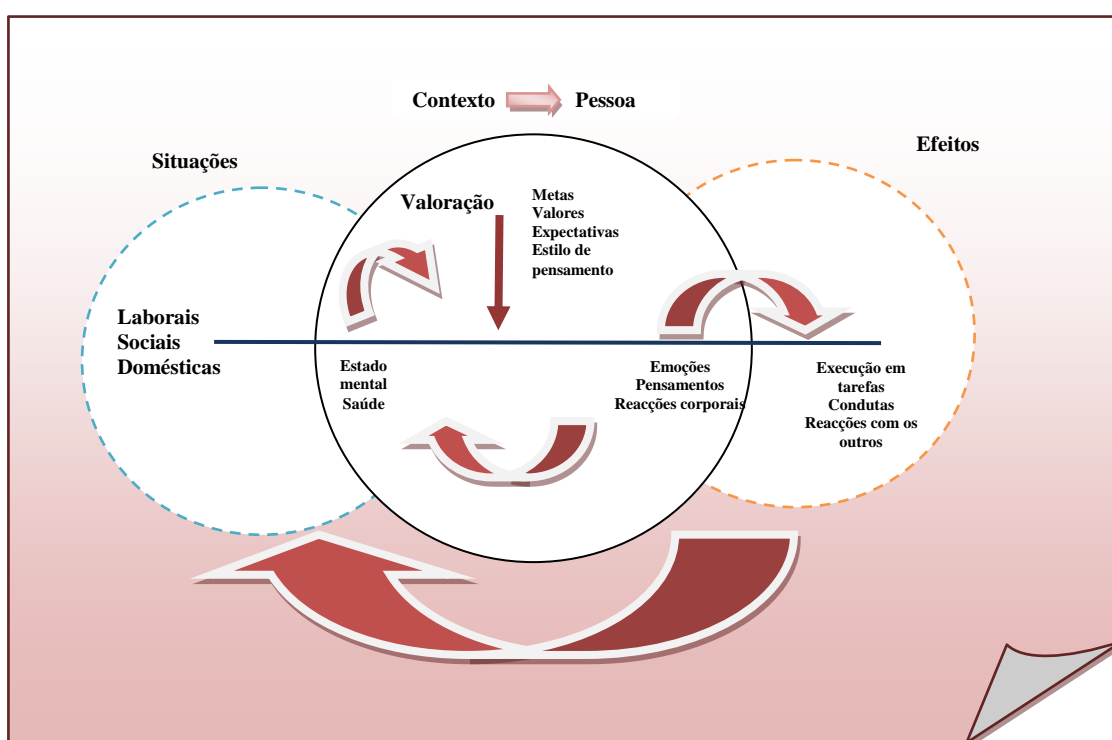 Contexto Pessoa
Situações
Efeitos
Valoração
Metas
Valores
Expectativas
Estilo de
pensamento
Laborais
Sociais
Domésticas
Estado
mental
Saúde
Emoções
Pensamentos
Reacções corporais
Execução em
tarefas
Condutas
Reacções com os
outros